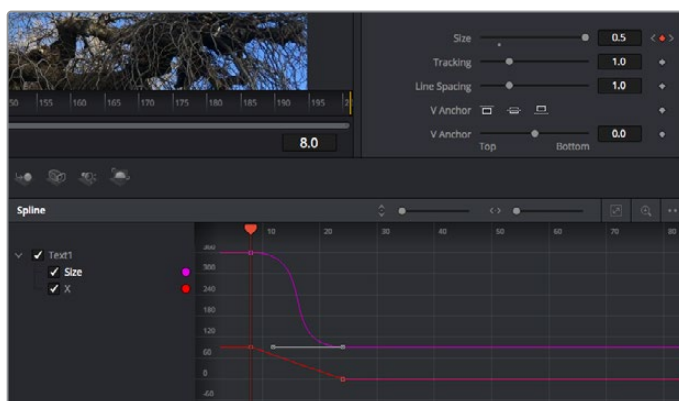 Size 0.5
Tracking 1.0
Line Spacing 1.0
V Anchor
V Anchor 0.0
Top Bottom
50 155 160 165 170 175 180 185 190 195
8.0
Spline
10 20 30 40 50 60 70 80
Text1
Size
X
360
300
240
180
120
60
0
-60